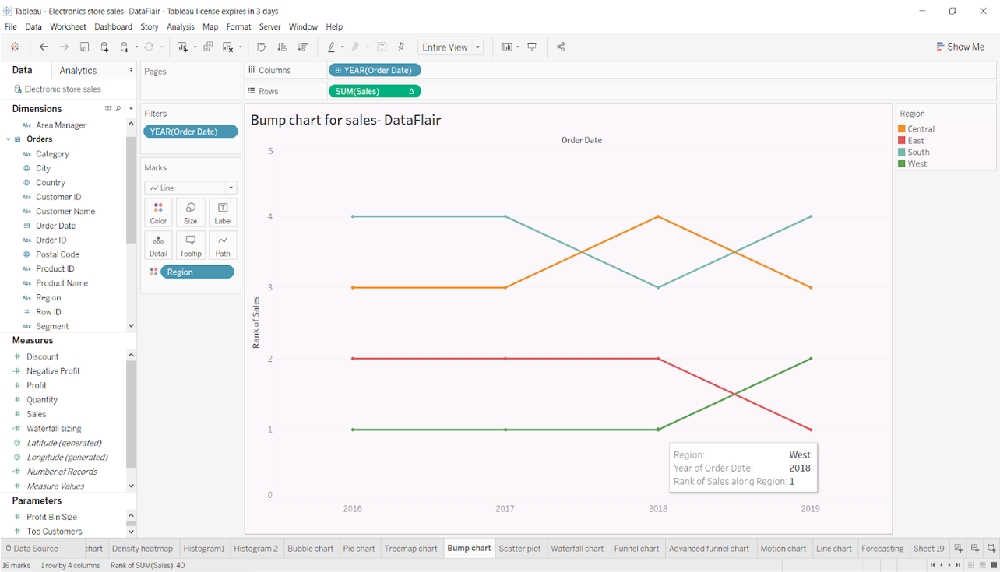 Tableau - Electronics store sales- DataFlair - Tableau license expires in 3 days
File Data Worksheet Dashboard Story Analysis Map Format Server Window Help
Entire View
Show Me
Data
Analytics
Electronic store sales
Dimensions
Abc Area Manager
Orders
Abc Category
City
Country
Abc Customer ID
Abc Customer Name
Order Date
Abc Order ID
Postal Code
Abc Product ID
Abc Product Name
Abc Region
# Row ID
Abc Segment
Measures
# Discount
=# Negative Profit
# Profit
# Quantity
# Sales
=# Waterfall sizing
Latitude (generated)
Longitude (generated)
=# Number of Records
# Measure Values
Parameters
# Profit Bin Size
# Top Customers
Pages
Filters
YEAR(Order Date)
Marks
Line
Color Size Label
Detail Tooltip Path
Region
Columns
YEAR(Order Date)
Rows
SUM(Sales) Δ
Bump chart for sales- DataFlair
Order Date
Rank of Sales
5
4
3
2
1
0
2016 2017 2018 2019
Region: West
Year of Order Date: 2018
Rank of Sales along Region: 1
Region
Central
East
South
West
Data Source chart Density heatmap Histogram1 Histogram 2 Bubble chart Pie chart Treemap chart Bump chart Scatter plot Waterfall chart Funnel chart Advanced funnel chart Motion chart Line chart Forecasting Sheet 19
16 marks 1 row by 4 columns Rank of SUM(Sales): 40